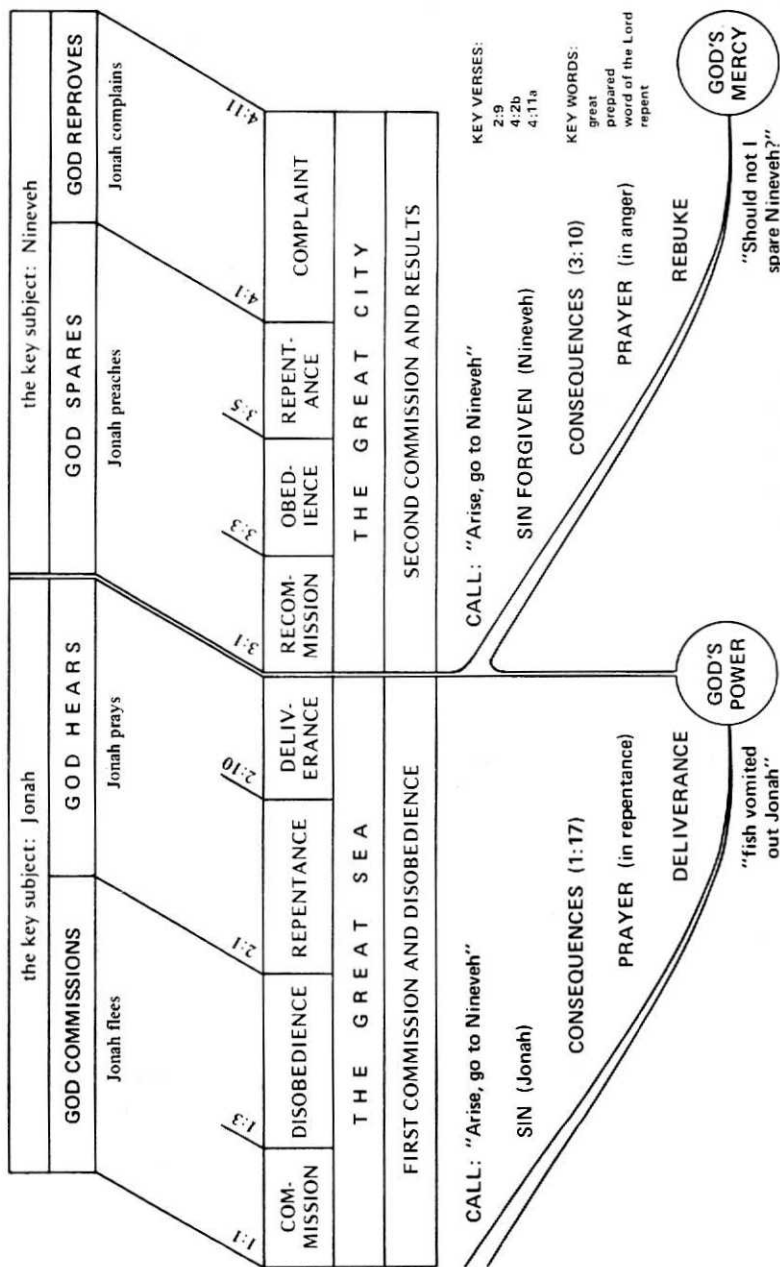 the key subject: Jonah
the key subject: Nineveh
GOD COMMISSIONS
GOD HEARS
GOD SPARES
GOD REPROVES
Jonah flees
Jonah prays
Jonah preaches
Jonah complains
1:1
1:3
2:1
2:10
3:1
3:3
3:5
4:1
4:11
COM-
MISSION
DISOBEDIENCE
REPENTANCE
DELIV-
ERANCE
RECOM-
MISSION
OBED-
IENCE
REPENT-
ANCE
COMPLAINT
THE GREAT SEA
THE GREAT CITY
FIRST COMMISSION AND DISOBEDIENCE
SECOND COMMISSION AND RESULTS
CALL: "Arise, go to Nineveh"
SIN (Jonah)
CONSEQUENCES (1:17)
PRAYER (in repentance)
DELIVERANCE
GOD'S
POWER
"fish vomited
out Jonah"
CALL: "Arise, go to Nineveh"
SIN FORGIVEN (Nineveh)
CONSEQUENCES (3:10)
PRAYER (in anger)
REBUKE
KEY VERSES:
2:9
4:2b
4:11a
KEY WORDS:
great
prepared
word of the Lord
repent
GOD'S
MERCY
"Should not I
spare Nineveh?"